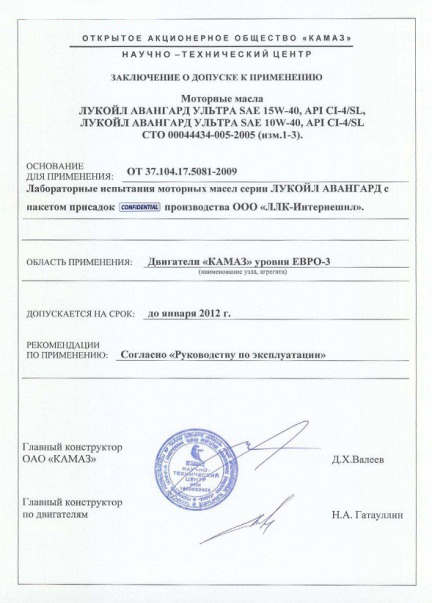 ОТКРЫТОЕ АКЦИОНЕРНОЕ ОБЩЕСТВО «КАМАЗ»
НАУЧНО –ТЕХНИЧЕСКИЙ ЦЕНТР
ЗАКЛЮЧЕНИЕ О ДОПУСКЕ К ПРИМЕНЕНИЮ
Моторные масла
ЛУКОЙЛ АВАНГАРД УЛЬТРА SAE 15W-40, API CI-4/SL,
ЛУКОЙЛ АВАНГАРД УЛЬТРА SAE 10W-40, API CI-4/SL
СТО 00044434-005-2005 (изм.1-3).
ОСНОВАНИЕ
ДЛЯ ПРИМЕНЕНИЯ: ОТ 37.104.17.5081-2009
Лабораторные испытания моторных масел серии ЛУКОЙЛ АВАНГАРД с
пакетом присадок CONFIDENTIAL производства ООО «ЛЛК-Интернешнл».
ОБЛАСТЬ ПРИМЕНЕНИЯ: Двигатели «КАМАЗ» уровня ЕВРО-3
(наименование узла, агрегата)
ДОПУСКАЕТСЯ НА СРОК: до января 2012 г.
РЕКОМЕНДАЦИИ
ПО ПРИМЕНЕНИЮ: Согласно «Руководству по эксплуатации»
Главный конструктор
ОАО «КАМАЗ» Д.Х.Валеев
НАУЧНО-
ТЕХНИЧЕСКИЙ
ЦЕНТР
Главный конструктор
по двигателям Н.А. Гатауллин